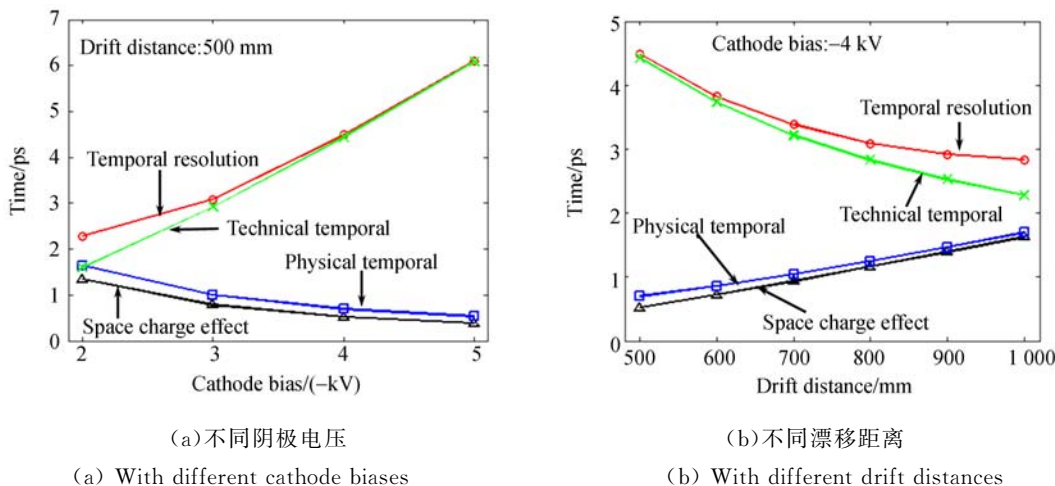 Drift distance:500 mm
Temporal resolution
Technical temporal
Physical temporal
Space charge effect
Time/ps
7
6
5
4
3
2
1
0
2
3
4
5
Cathode bias/(−kV)
(a)不同阴极电压
(a) With different cathode biases
Cathode bias:−4 kV
Temporal resolution
Technical temporal
Physical temporal
Space charge effect
Time/ps
5
4
3
2
1
0
500
600
700
800
900
1 000
Drift distance/mm
(b)不同漂移距离
(b) With different drift distances